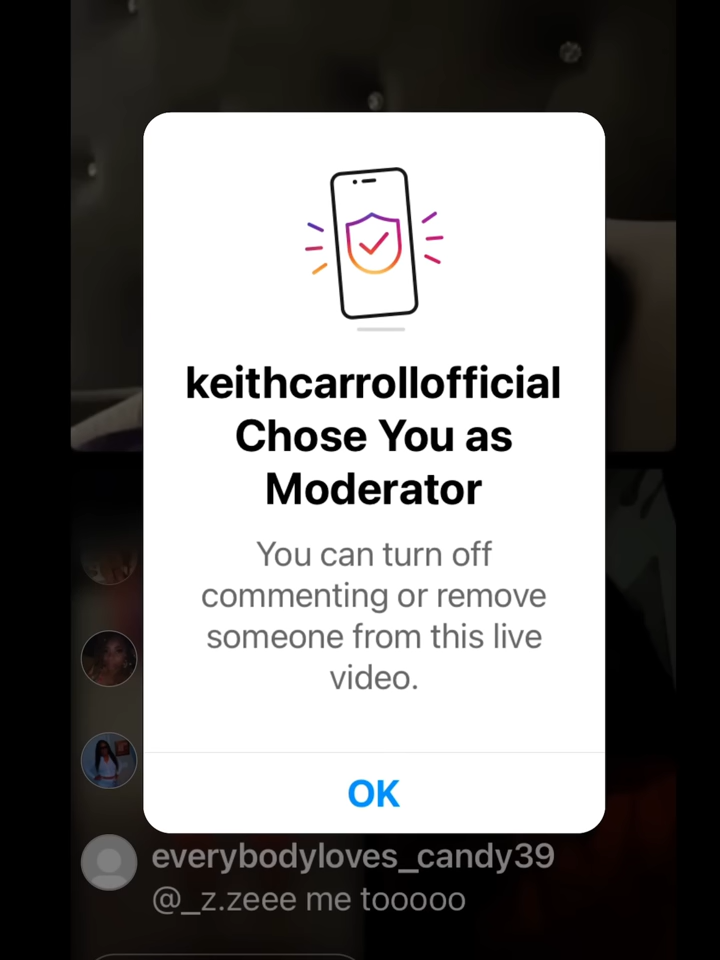 keithcarrollofficial
Chose You as
Moderator
You can turn off
commenting or remove
someone from this live
video.
OK
everybodyloves_candy39
@_z.zeee me tooooo